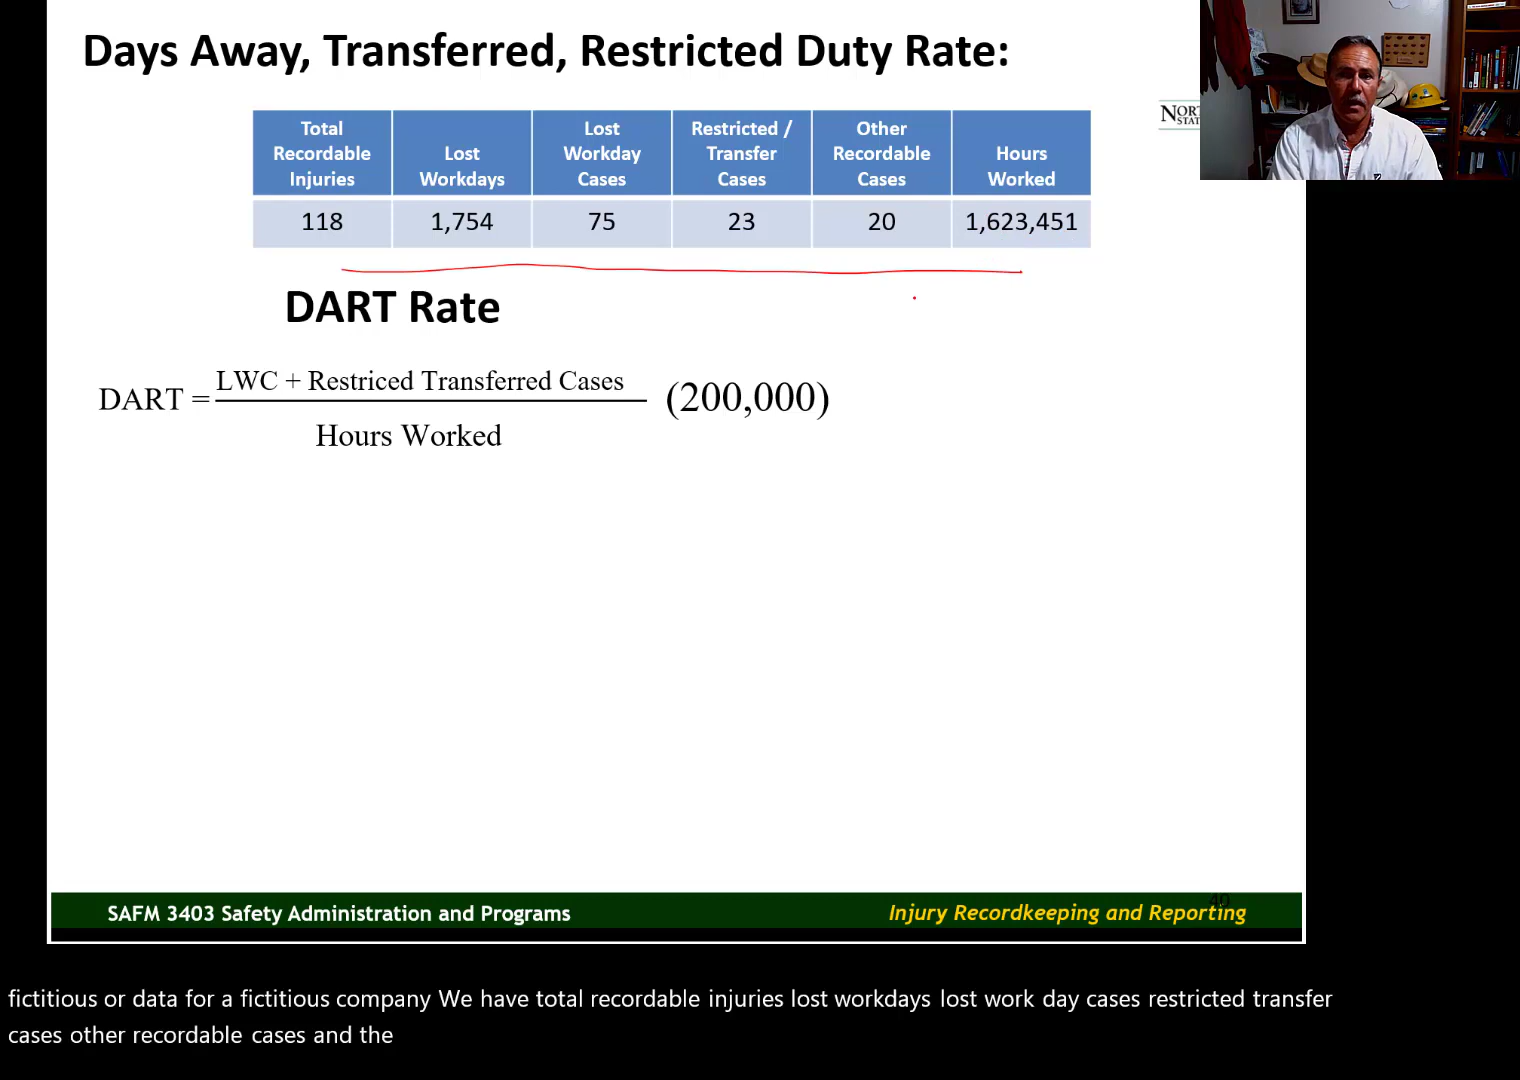 Days Away, Transferred, Restricted Duty Rate:
Total Recordable Injuries
Lost Workdays
Lost Workday Cases
Restricted / Transfer Cases
Other Recordable Cases
Hours Worked
118 1,754 75 23 20 1,623,451
DART Rate
DART = LWC + Restriced Transferred Cases (200,000)
Hours Worked
40
SAFM 3403 Safety Administration and Programs
Injury Recordkeeping and Reporting
fictitious or data for a fictitious company We have total recordable injuries lost workdays lost work day cases restricted transfer
cases other recordable cases and the